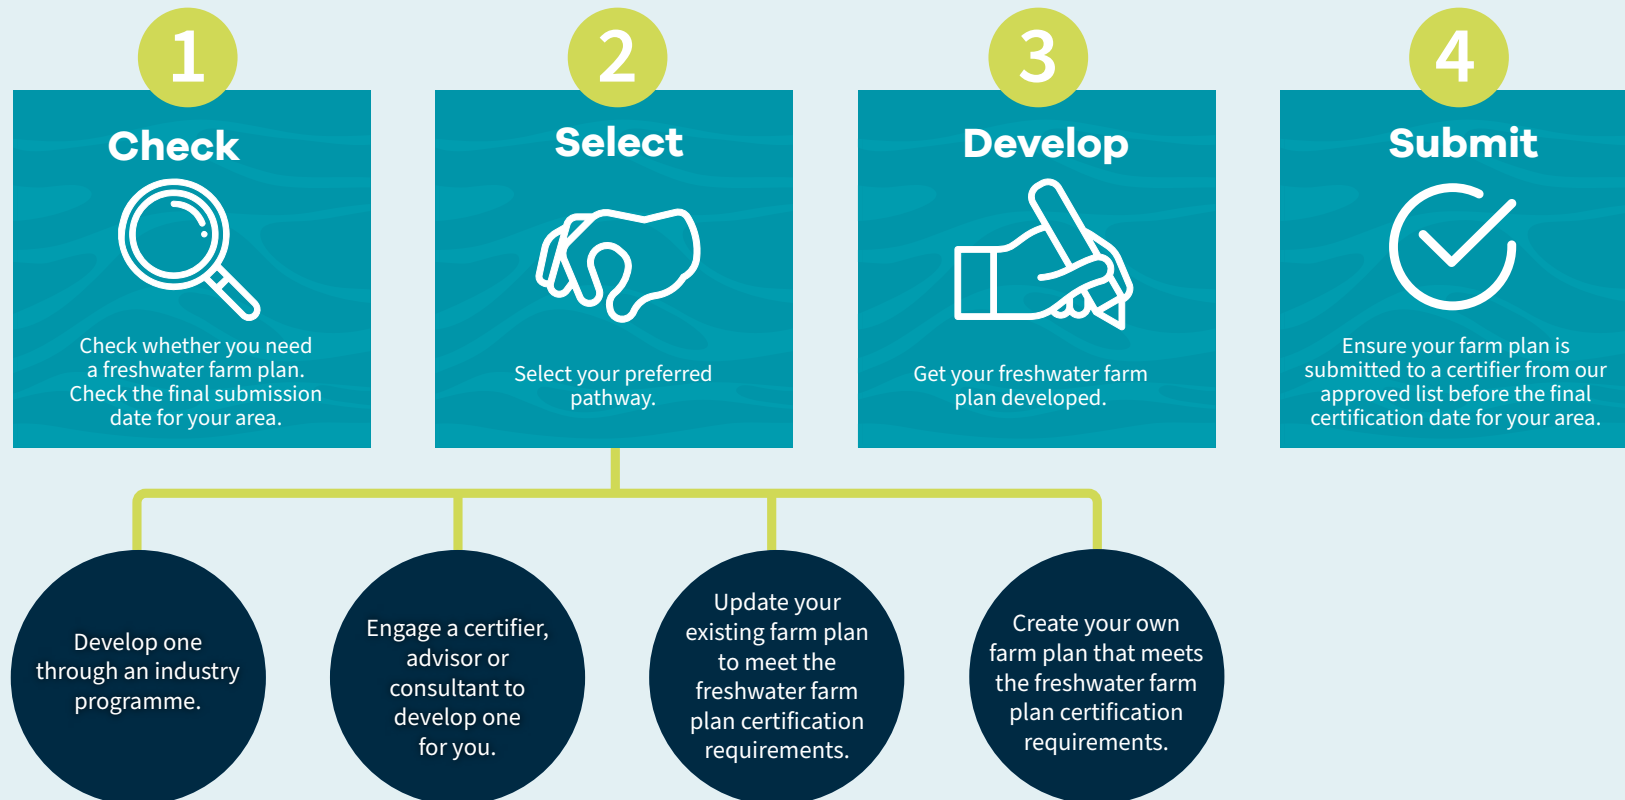 1
Check
Check whether you need
a freshwater farm plan.
Check the final submission
date for your area.
2
Select
Select your preferred
pathway.
3
Develop
Get your freshwater farm
plan developed.
4
Submit
Ensure your farm plan is
submitted to a certifier from our
approved list before the final
certification date for your area.
Develop one
through an industry
programme.
Engage a certifier,
advisor or
consultant to
develop one
for you.
Update your
existing farm plan
to meet the
freshwater farm
plan certification
requirements.
Create your own
farm plan that meets
the freshwater farm
plan certification
requirements.